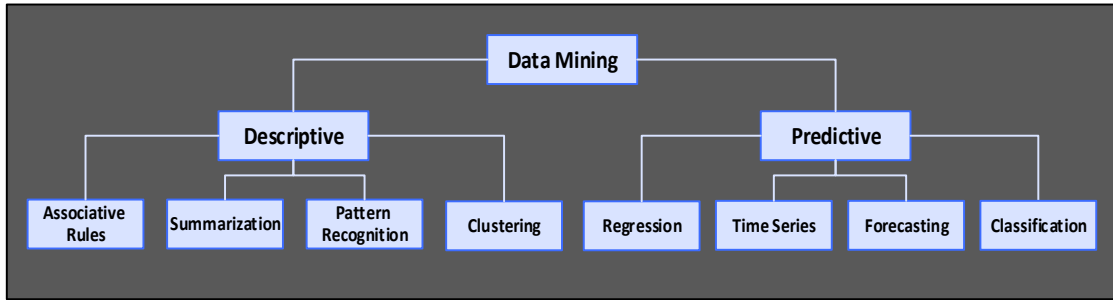 Data Mining
Descriptive
Predictive
Associative
Rules
Summarization
Pattern
Recognition
Clustering
Regression
Time Series
Forecasting
Classification